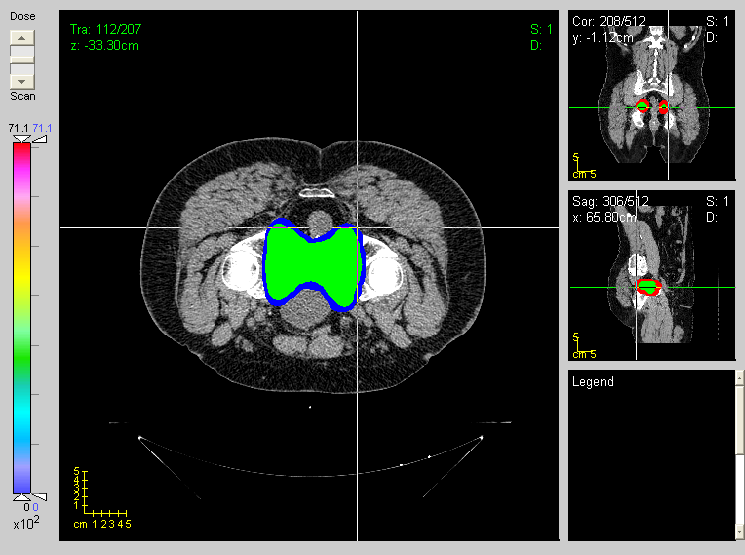 Dose
Scan
71.1 71.1
0 0
x10²
Tra: 112/207
z: -33.30cm
S: 1
D:
5
4
3
2
1
cm 1 2 3 4 5
Cor: 208/512
y: -1.12cm
S: 1
D:
5
cm 5
Sag: 306/512
x: 65.80cm
S: 1
D:
5
cm 5
Legend